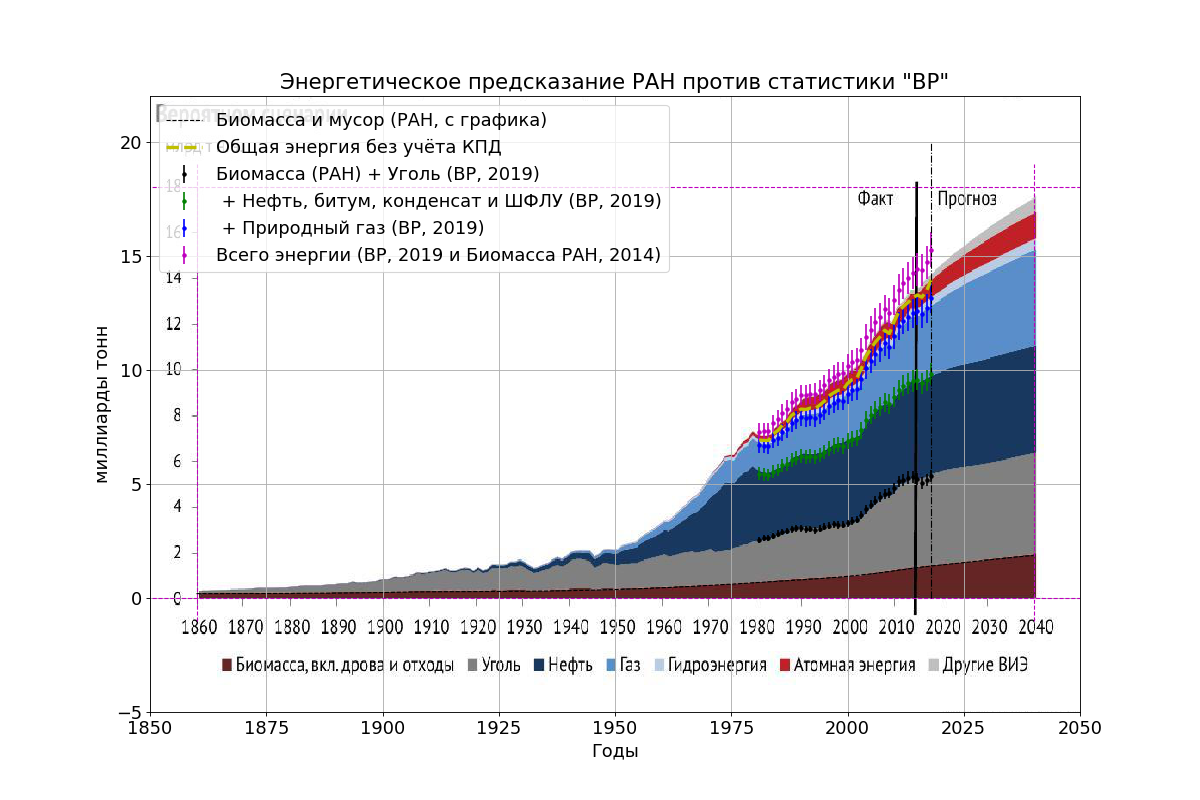 Энергетическое предсказание РАН против статистики "BP"
Вероятном сценарии
Биомасса и мусор (РАН, с графика)
млрд т
Общая энергия без учёта КПД
Биомасса (РАН) + Уголь (BP, 2019)
+ Нефть, битум, конденсат и ШФЛУ (BP, 2019)
+ Природный газ (BP, 2019)
Всего энергии (BP, 2019 и Биомасса РАН, 2014)
Факт
Прогноз
миллиарды тонн
20
15
10
5
0
−5
18
16
14
12
10
8
6
4
2
0
1860 1870 1880 1890 1900 1910 1920 1930 1940 1950 1960 1970 1980 1990 2000 2010 2020 2030 2040
Биомасса, вкл. дрова и отходы Уголь Нефть Газ Гидроэнергия Атомная энергия Другие ВИЭ
1850 1875 1900 1925 1950 1975 2000 2025 2050
Годы